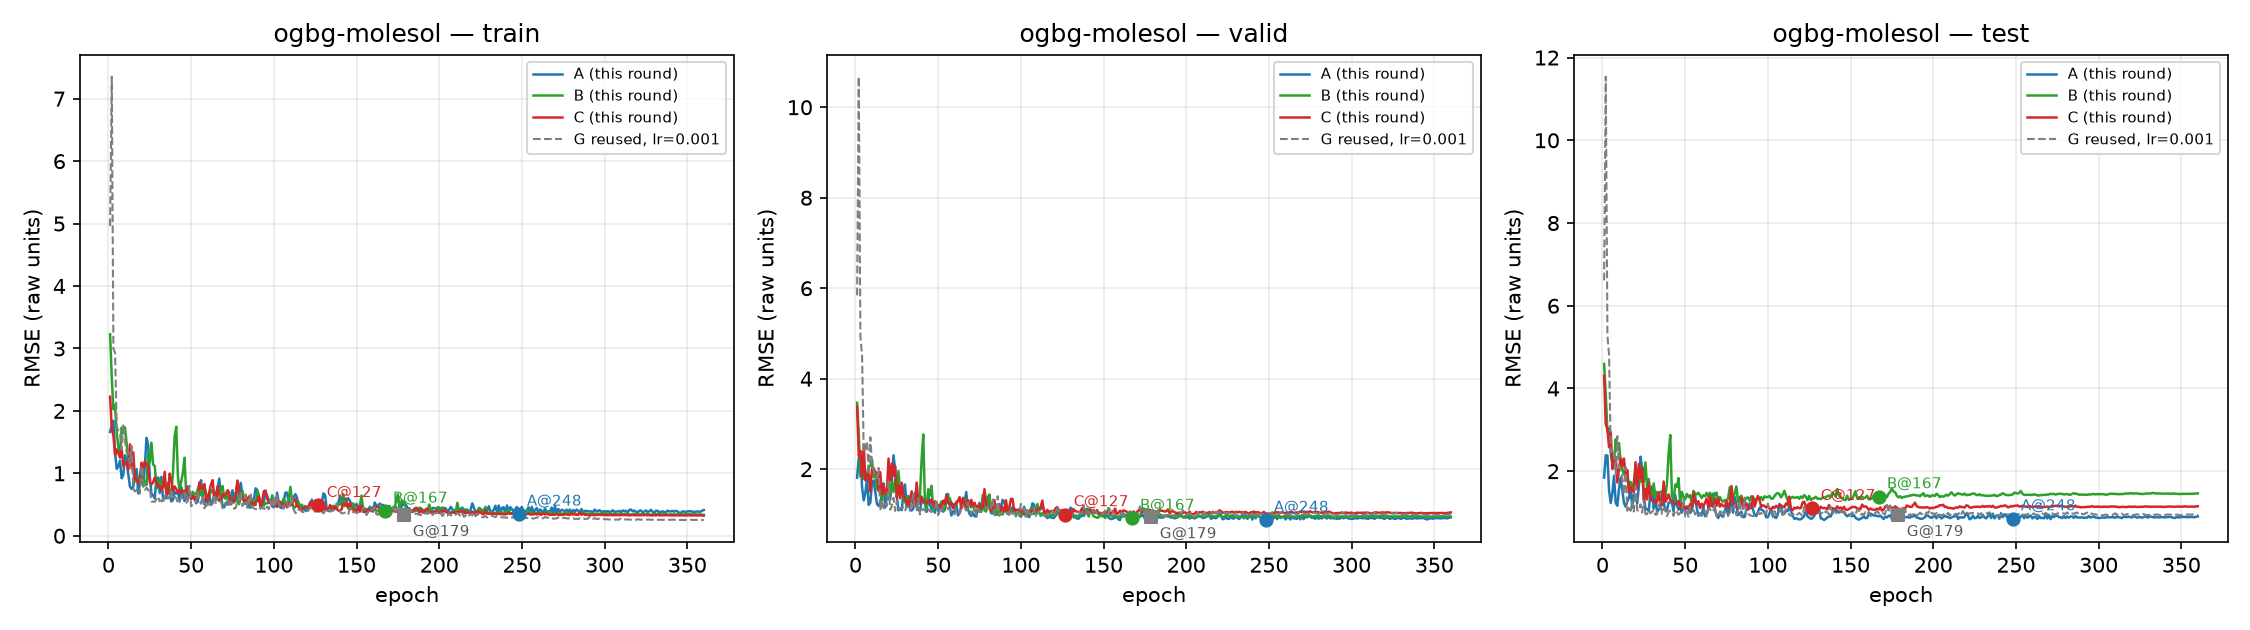 ogbg-molesol — train
RMSE (raw units)
7
6
5
4
3
2
1
0
A (this round)
B (this round)
C (this round)
G reused, lr=0.001
C@127
B@167
A@248
G@179
0 50 100 150 200 250 300 350
epoch
ogbg-molesol — valid
RMSE (raw units)
10
8
6
4
2
A (this round)
B (this round)
C (this round)
G reused, lr=0.001
C@127
B@167
A@248
G@179
0 50 100 150 200 250 300 350
epoch
ogbg-molesol — test
RMSE (raw units)
12
10
8
6
4
2
A (this round)
B (this round)
C (this round)
G reused, lr=0.001
B@167
C@127
A@248
G@179
0 50 100 150 200 250 300 350
epoch